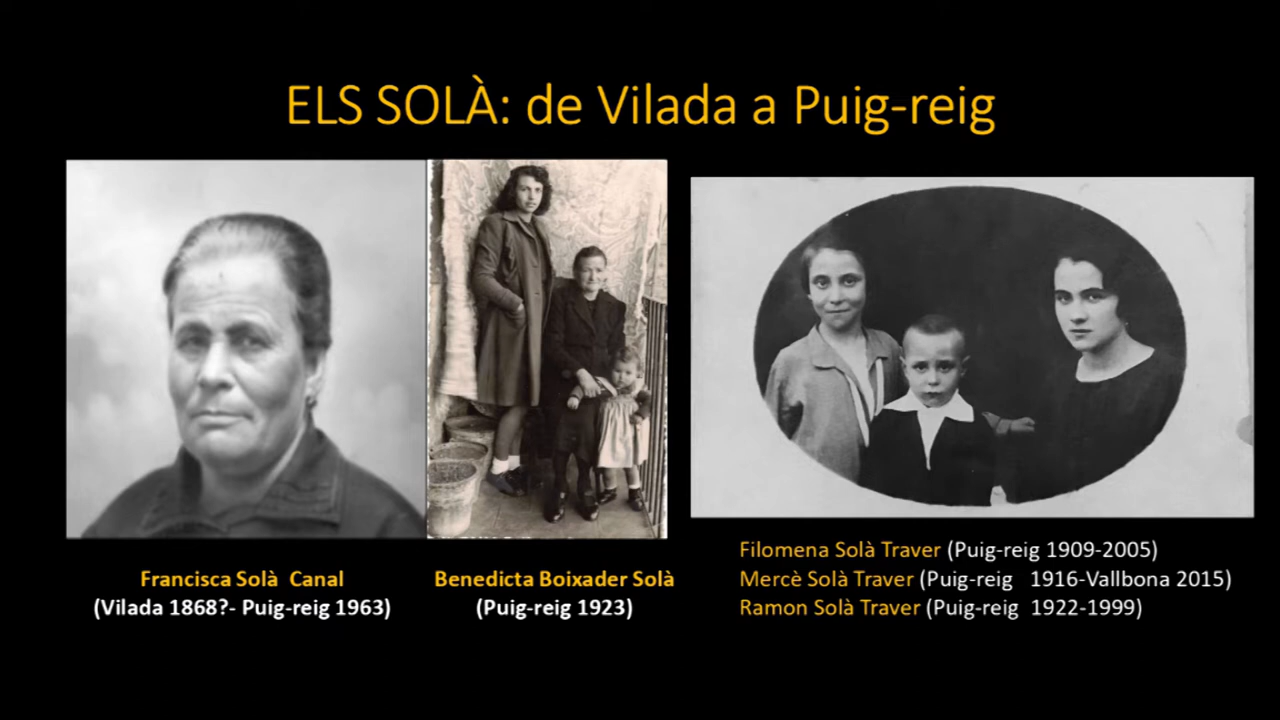 ELS SOLÀ: de Vilada a Puig-reig
Francisca Solà Canal
(Vilada 1868?- Puig-reig 1963)
Benedicta Boixader Solà
(Puig-reig 1923)
Filomena Solà Traver (Puig-reig 1909-2005)
Mercè Solà Traver (Puig-reig 1916-Vallbona 2015)
Ramon Solà Traver (Puig-reig 1922-1999)